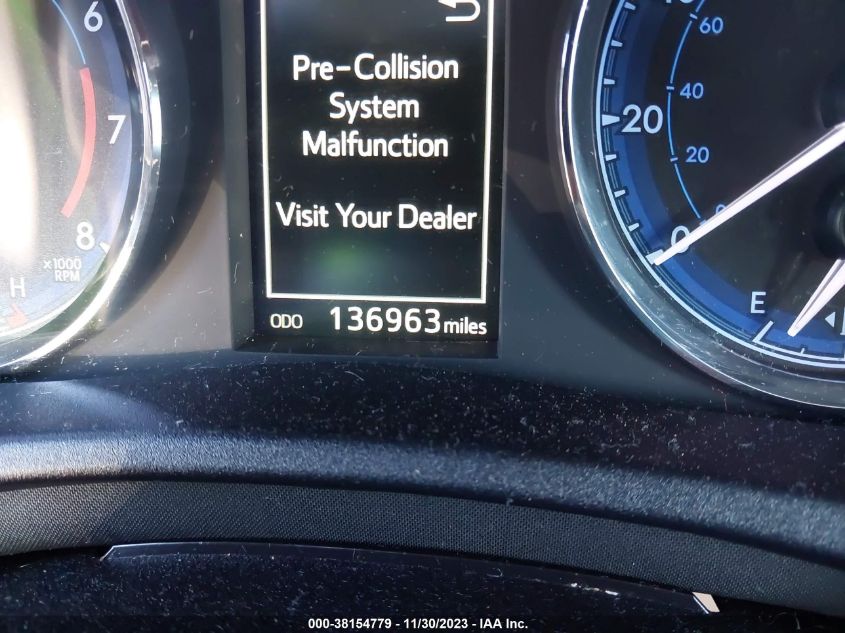 6
7
8
x1000
RPM
H
Pre-Collision
System
Malfunction
Visit Your Dealer
ODO 136963 miles
60
40
20
20
0
E
000-38154779 - 11/30/2023 - IAA Inc.